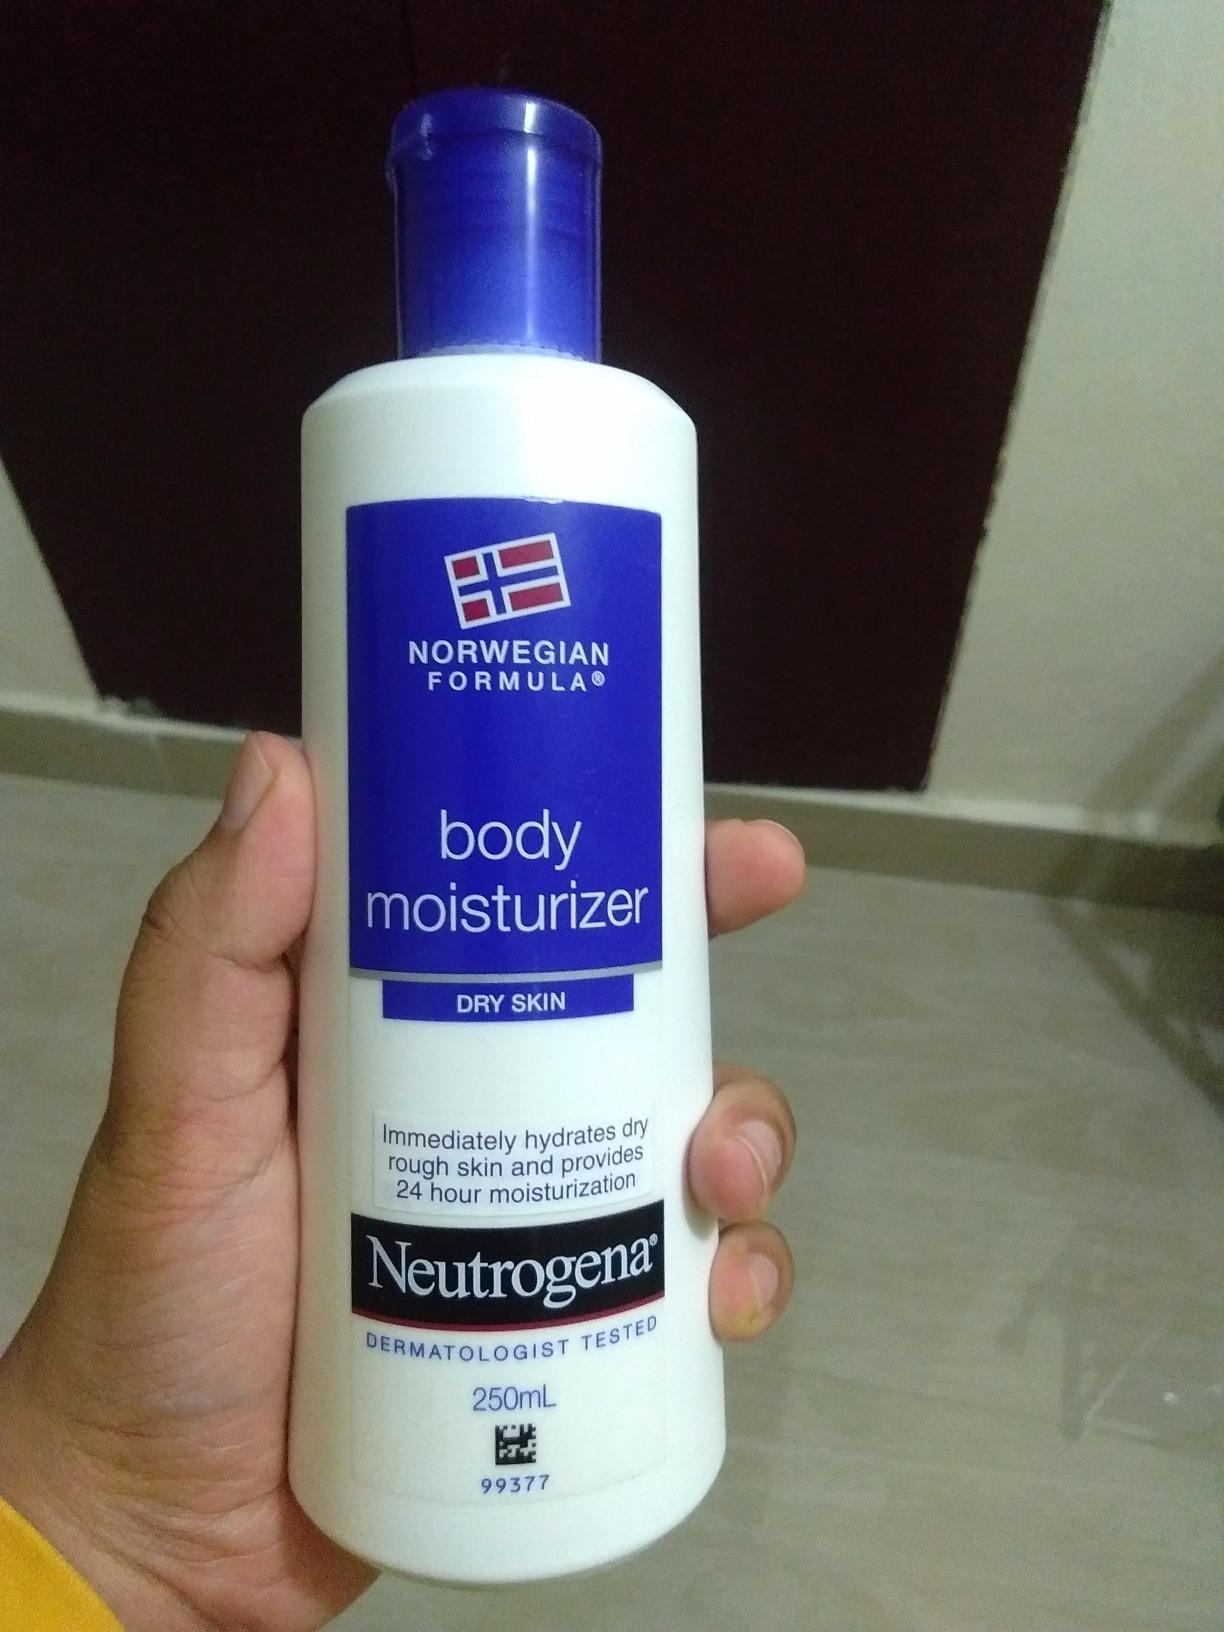 NORWEGIAN
FORMULA®
body
moisturizer
DRY SKIN
Immediately hydrates dry
rough skin and provides
24 hour moisturization
Neutrogena®
DERMATOLOGIST TESTED
250mL
99377